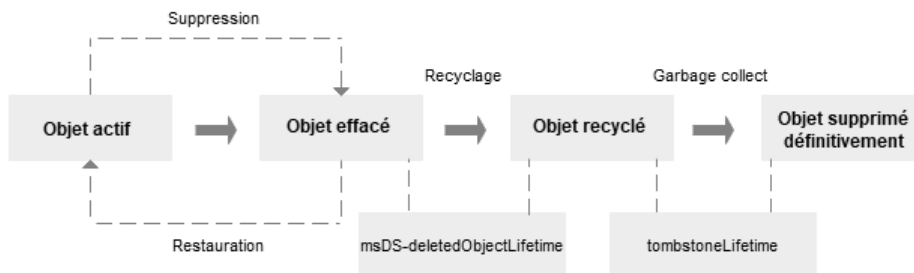 Suppression
Recyclage
Garbage collect
Objet actif
Objet effacé
Objet recyclé
Objet supprimé
définitivement
Restauration
msDS-deletedObjectLifetime
tombstoneLifetime